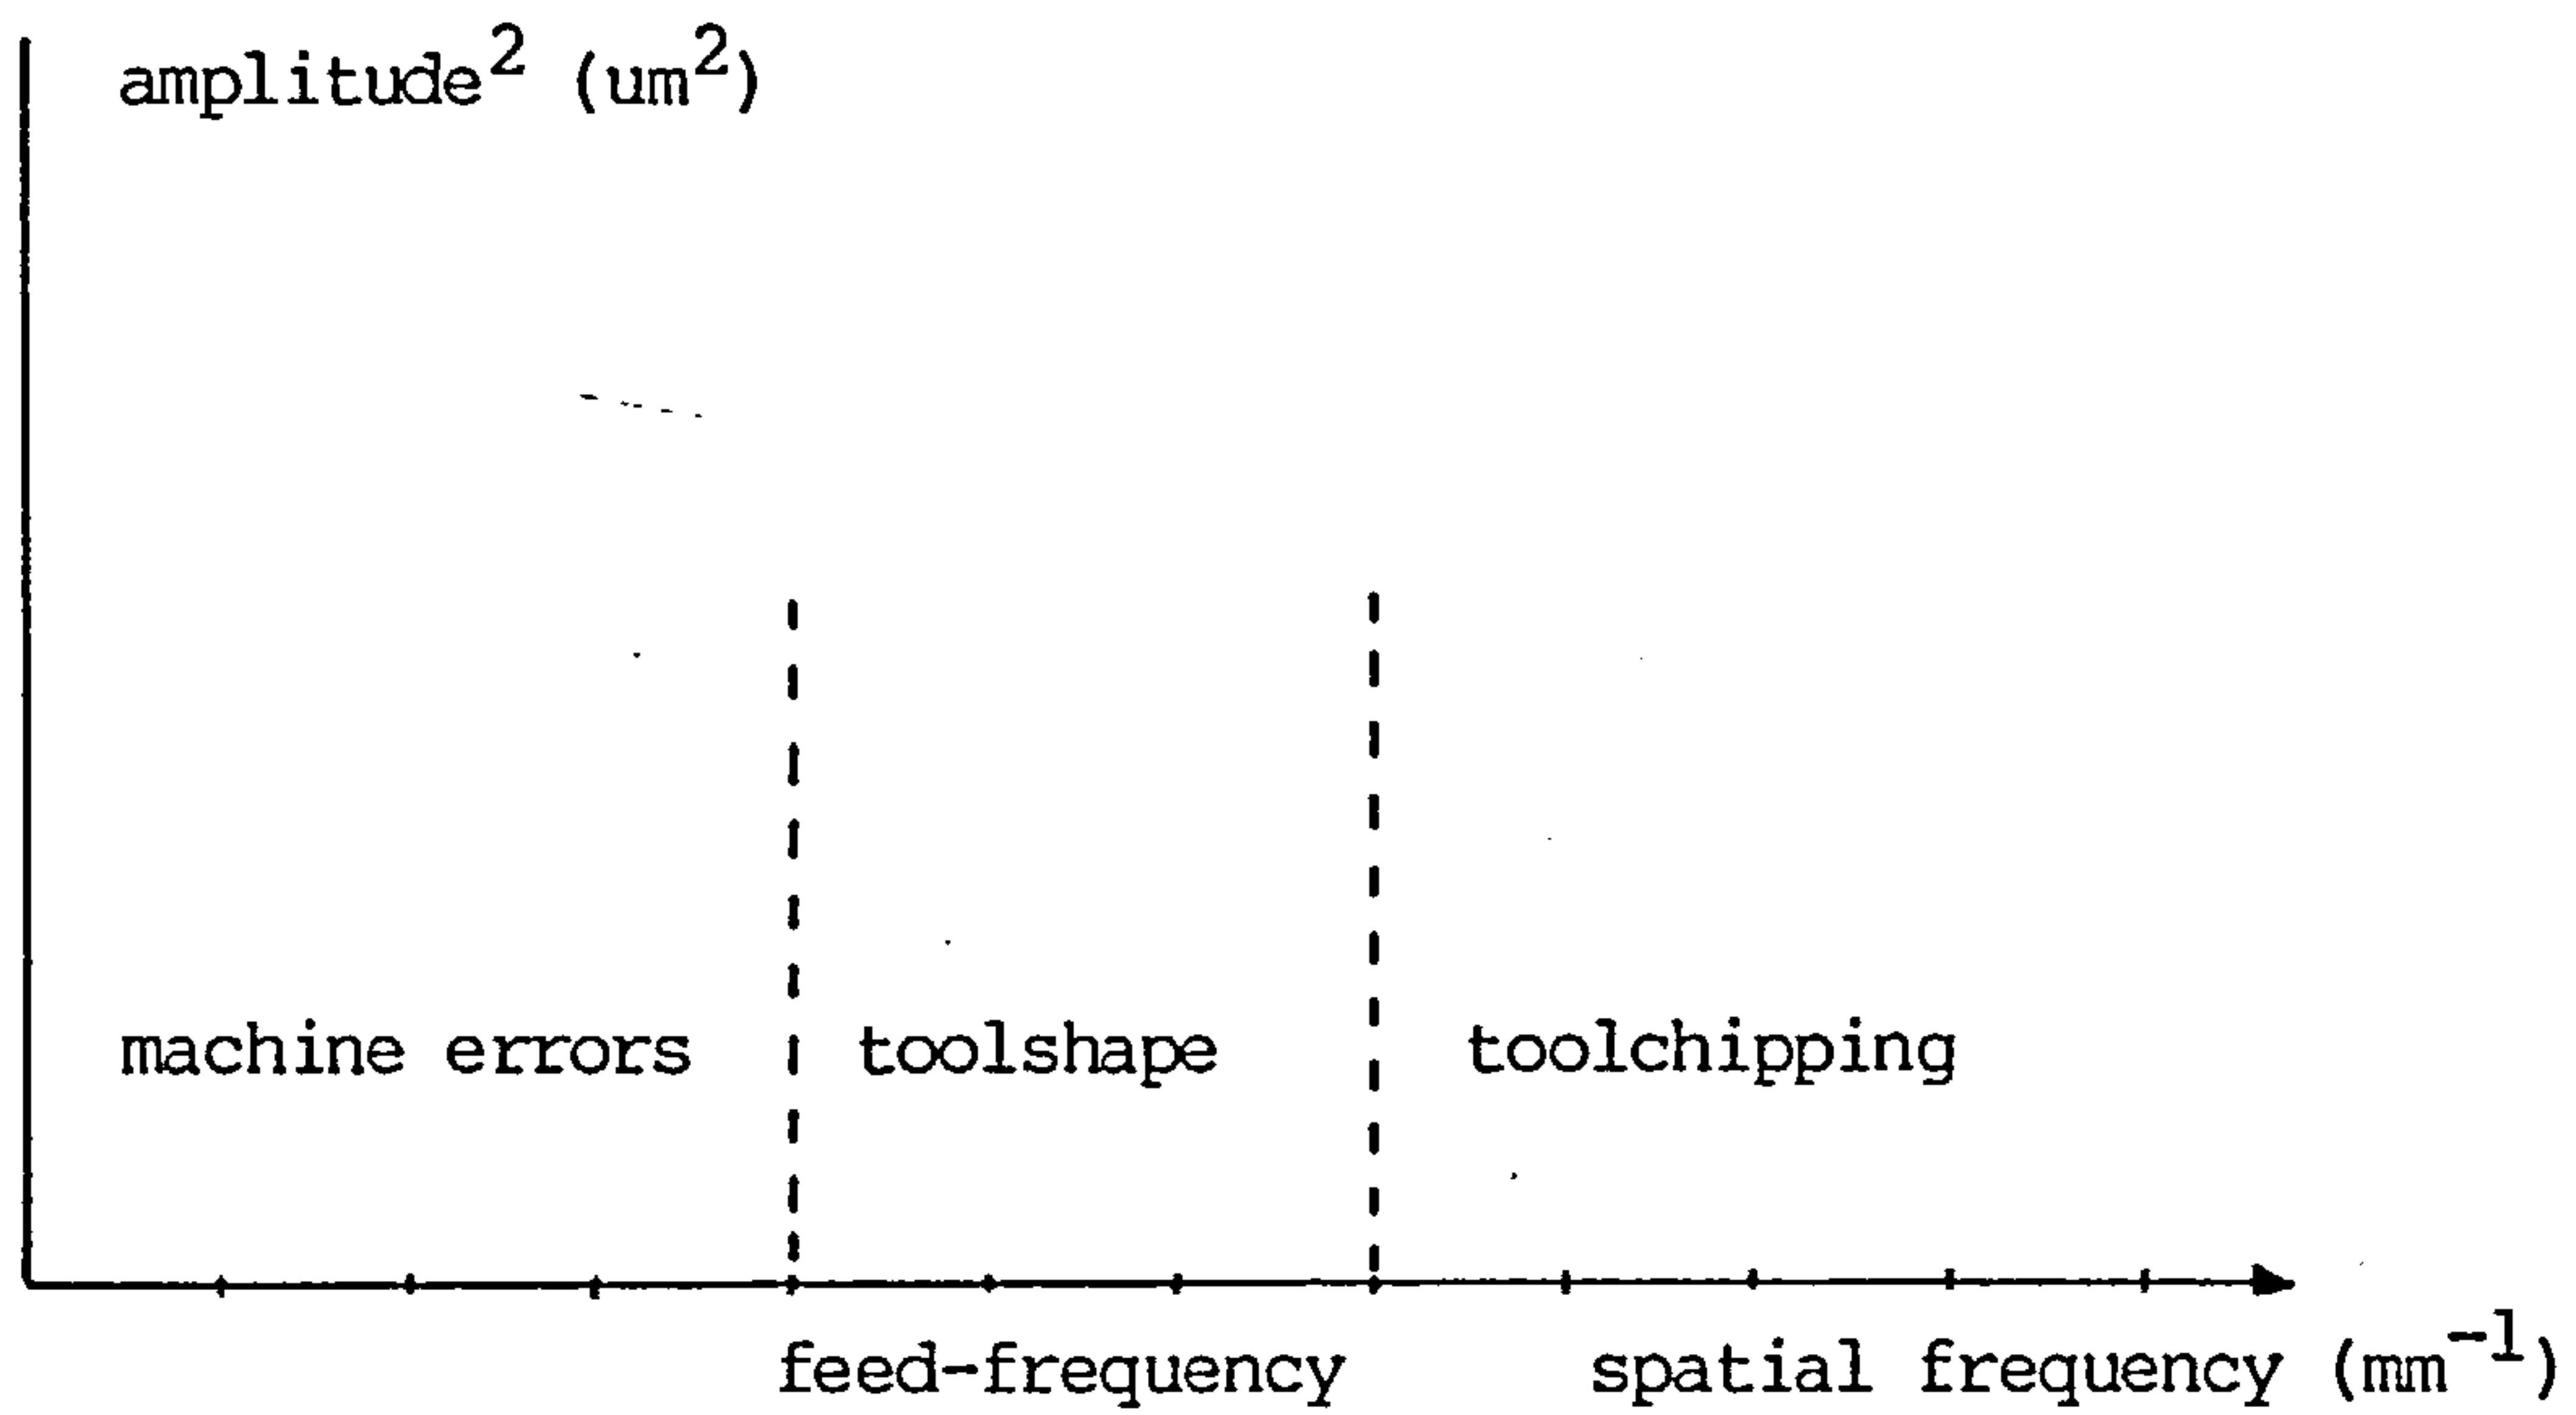 amplitude² (um²)
machine errors
toolshape
toolchipping
feed-frequency
spatial frequency (mm⁻¹)